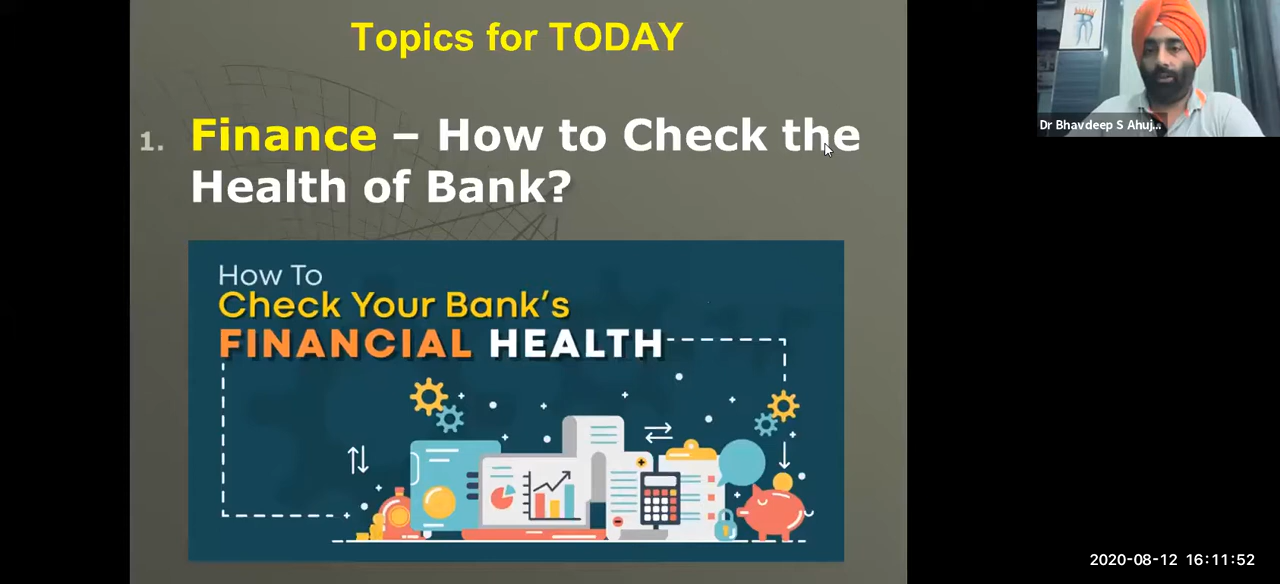 Topics for TODAY
1. Finance – How to Check the
Health of Bank?
How To
Check Your Bank's
FINANCIAL HEALTH
Dr Bhavdeep S Ahuj...
2020-08-12 16:11:52